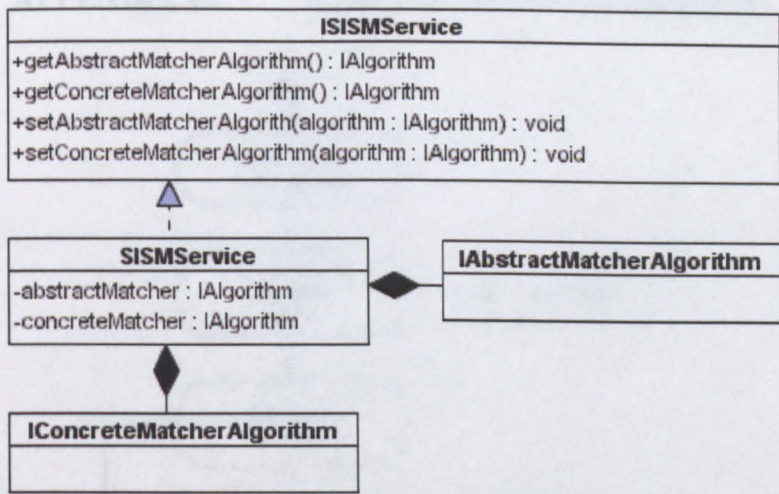 ISISMService
+getAbstractMatcherAlgorithm() : IAlgorithm
+getConcreteMatcherAlgorithm() : IAlgorithm
+setAbstractMatcherAlgorith(algorithm : IAlgorithm) : void
+setConcreteMatcherAlgorithm(algorithm : IAlgorithm) : void
SISMService
-abstractMatcher : IAlgorithm
-concreteMatcher : IAlgorithm
IAbstractMatcherAlgorithm
IConcreteMatcherAlgorithm